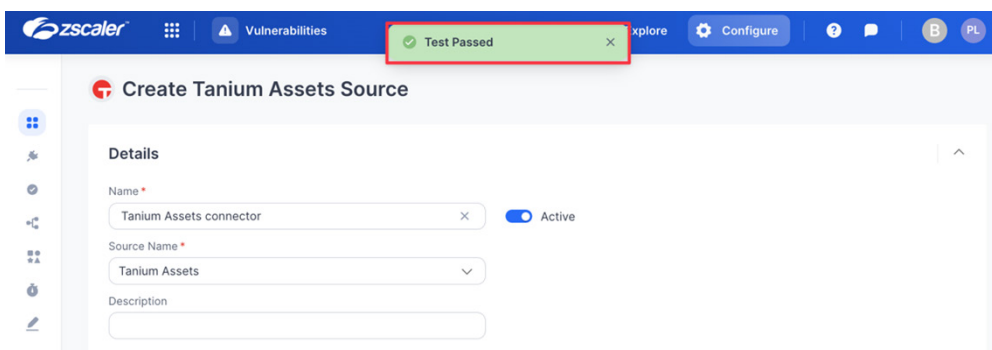 zscaler™ Vulnerabilities Test Passed xplore Configure B PL
Create Tanium Assets Source
Details
Name *
Tanium Assets connector Active
Source Name *
Tanium Assets
Description